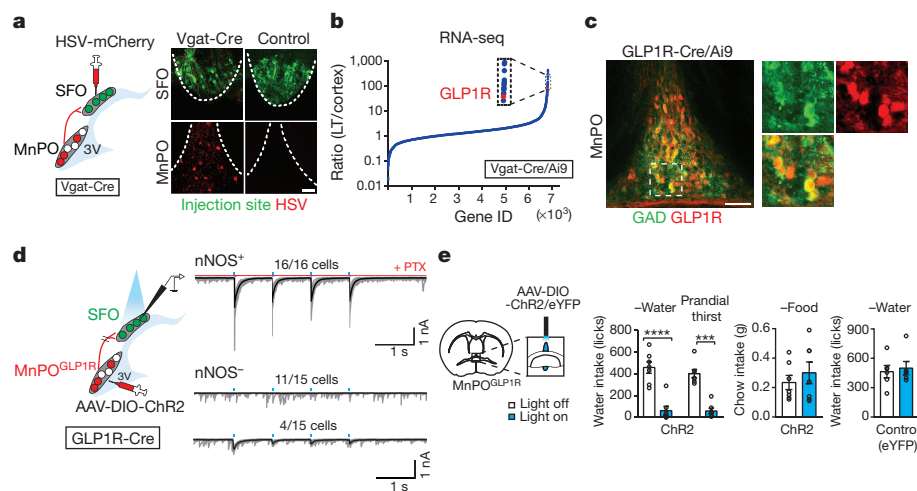 a
HSV-mCherry
SFO
MnPO
3V
Vgat-Cre
Vgat-Cre
Control
SFO
MnPO
Injection site HSV
b
RNA-seq
Ratio (LT/cortex)
1,000
100
10
1
0.1
0.01
GLP1R
Vgat-Cre/Ai9
1 2 3 4 5 6 7
Gene ID
(×10³)
c
GLP1R-Cre/Ai9
MnPO
GAD GLP1R
d
SFO
MnPOGLP1R
3V
AAV-DIO-ChR2
GLP1R-Cre
nNOS⁺
16/16 cells
+ PTX
1 nA
1 s
nNOS⁻
11/15 cells
4/15 cells
1 nA
1 s
e
AAV-DIO
-ChR2/eYFP
MnPOGLP1R
Light off
Light on
–Water
Prandial
thirst
Water intake (licks)
800
600
400
200
0
****
***
ChR2
–Food
Chow intake (g)
0.6
0.4
0.2
0
ChR2
–Water
Water intake (licks)
900
600
300
0
Contro
(eYFP)